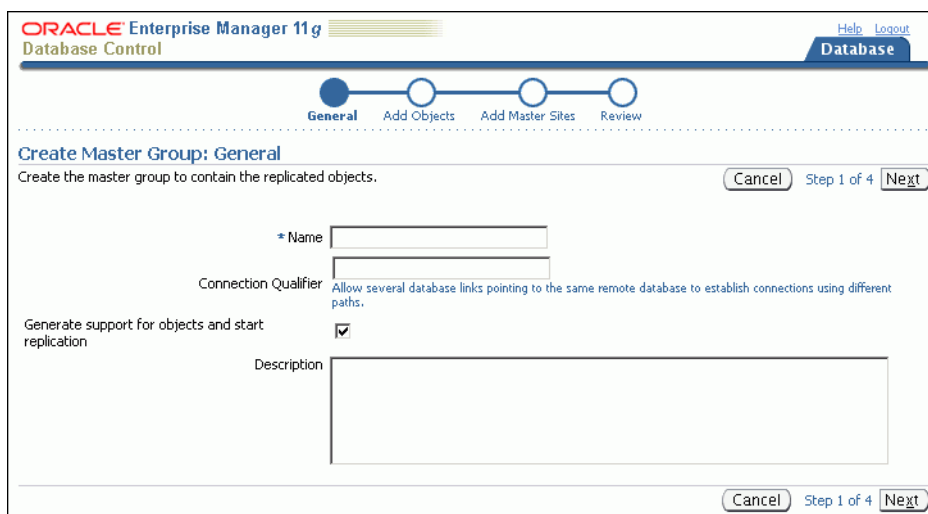 ORACLE Enterprise Manager 11g
Database Control
Help Logout
Database
General
Add Objects
Add Master Sites
Review
Create Master Group: General
Create the master group to contain the replicated objects.
Cancel Step 1 of 4 Next
* Name
Connection Qualifier
Allow several database links pointing to the same remote database to establish connections using different
paths.
Generate support for objects and start
replication
Description
Cancel Step 1 of 4 Next